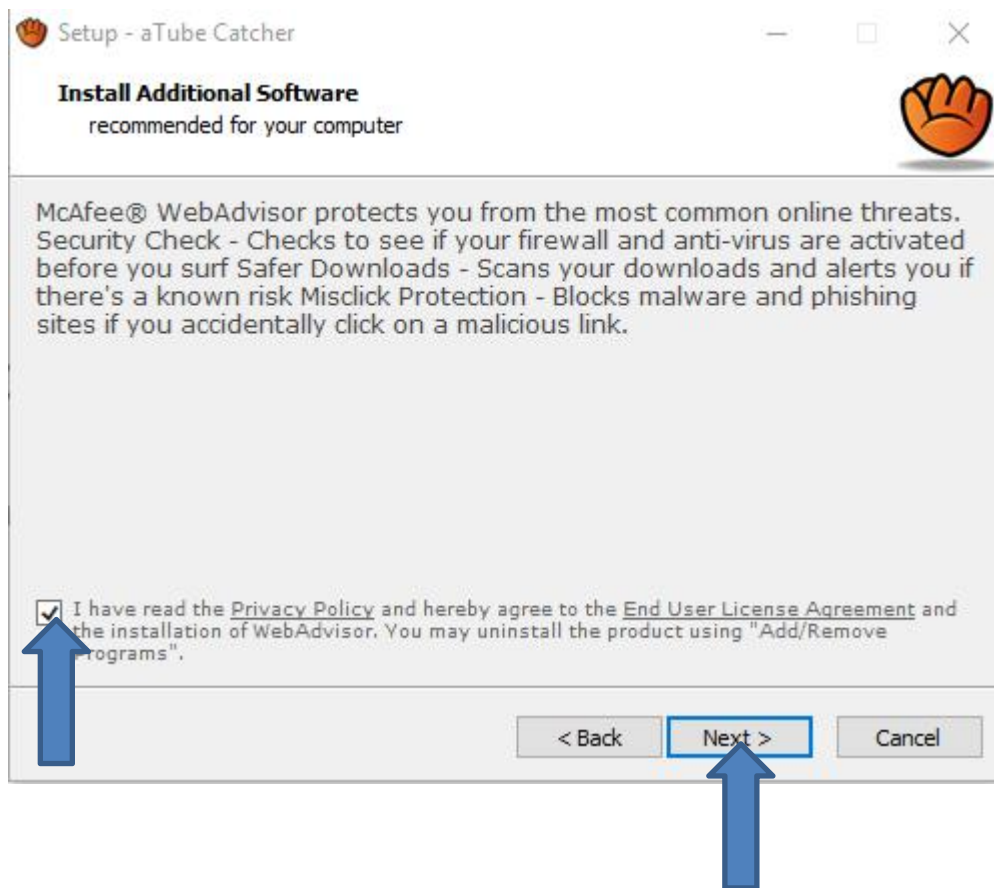 Setup - aTube Catcher
Install Additional Software
recommended for your computer
McAfee® WebAdvisor protects you from the most common online threats.
Security Check - Checks to see if your firewall and anti-virus are activated
before you surf Safer Downloads - Scans your downloads and alerts you if
there's a known risk Misclick Protection - Blocks malware and phishing
sites if you accidentally click on a malicious link.
I have read the Privacy Policy and hereby agree to the End User License Agreement and
the installation of WebAdvisor. You may uninstall the product using "Add/Remove
Programs".
< Back Next > Cancel